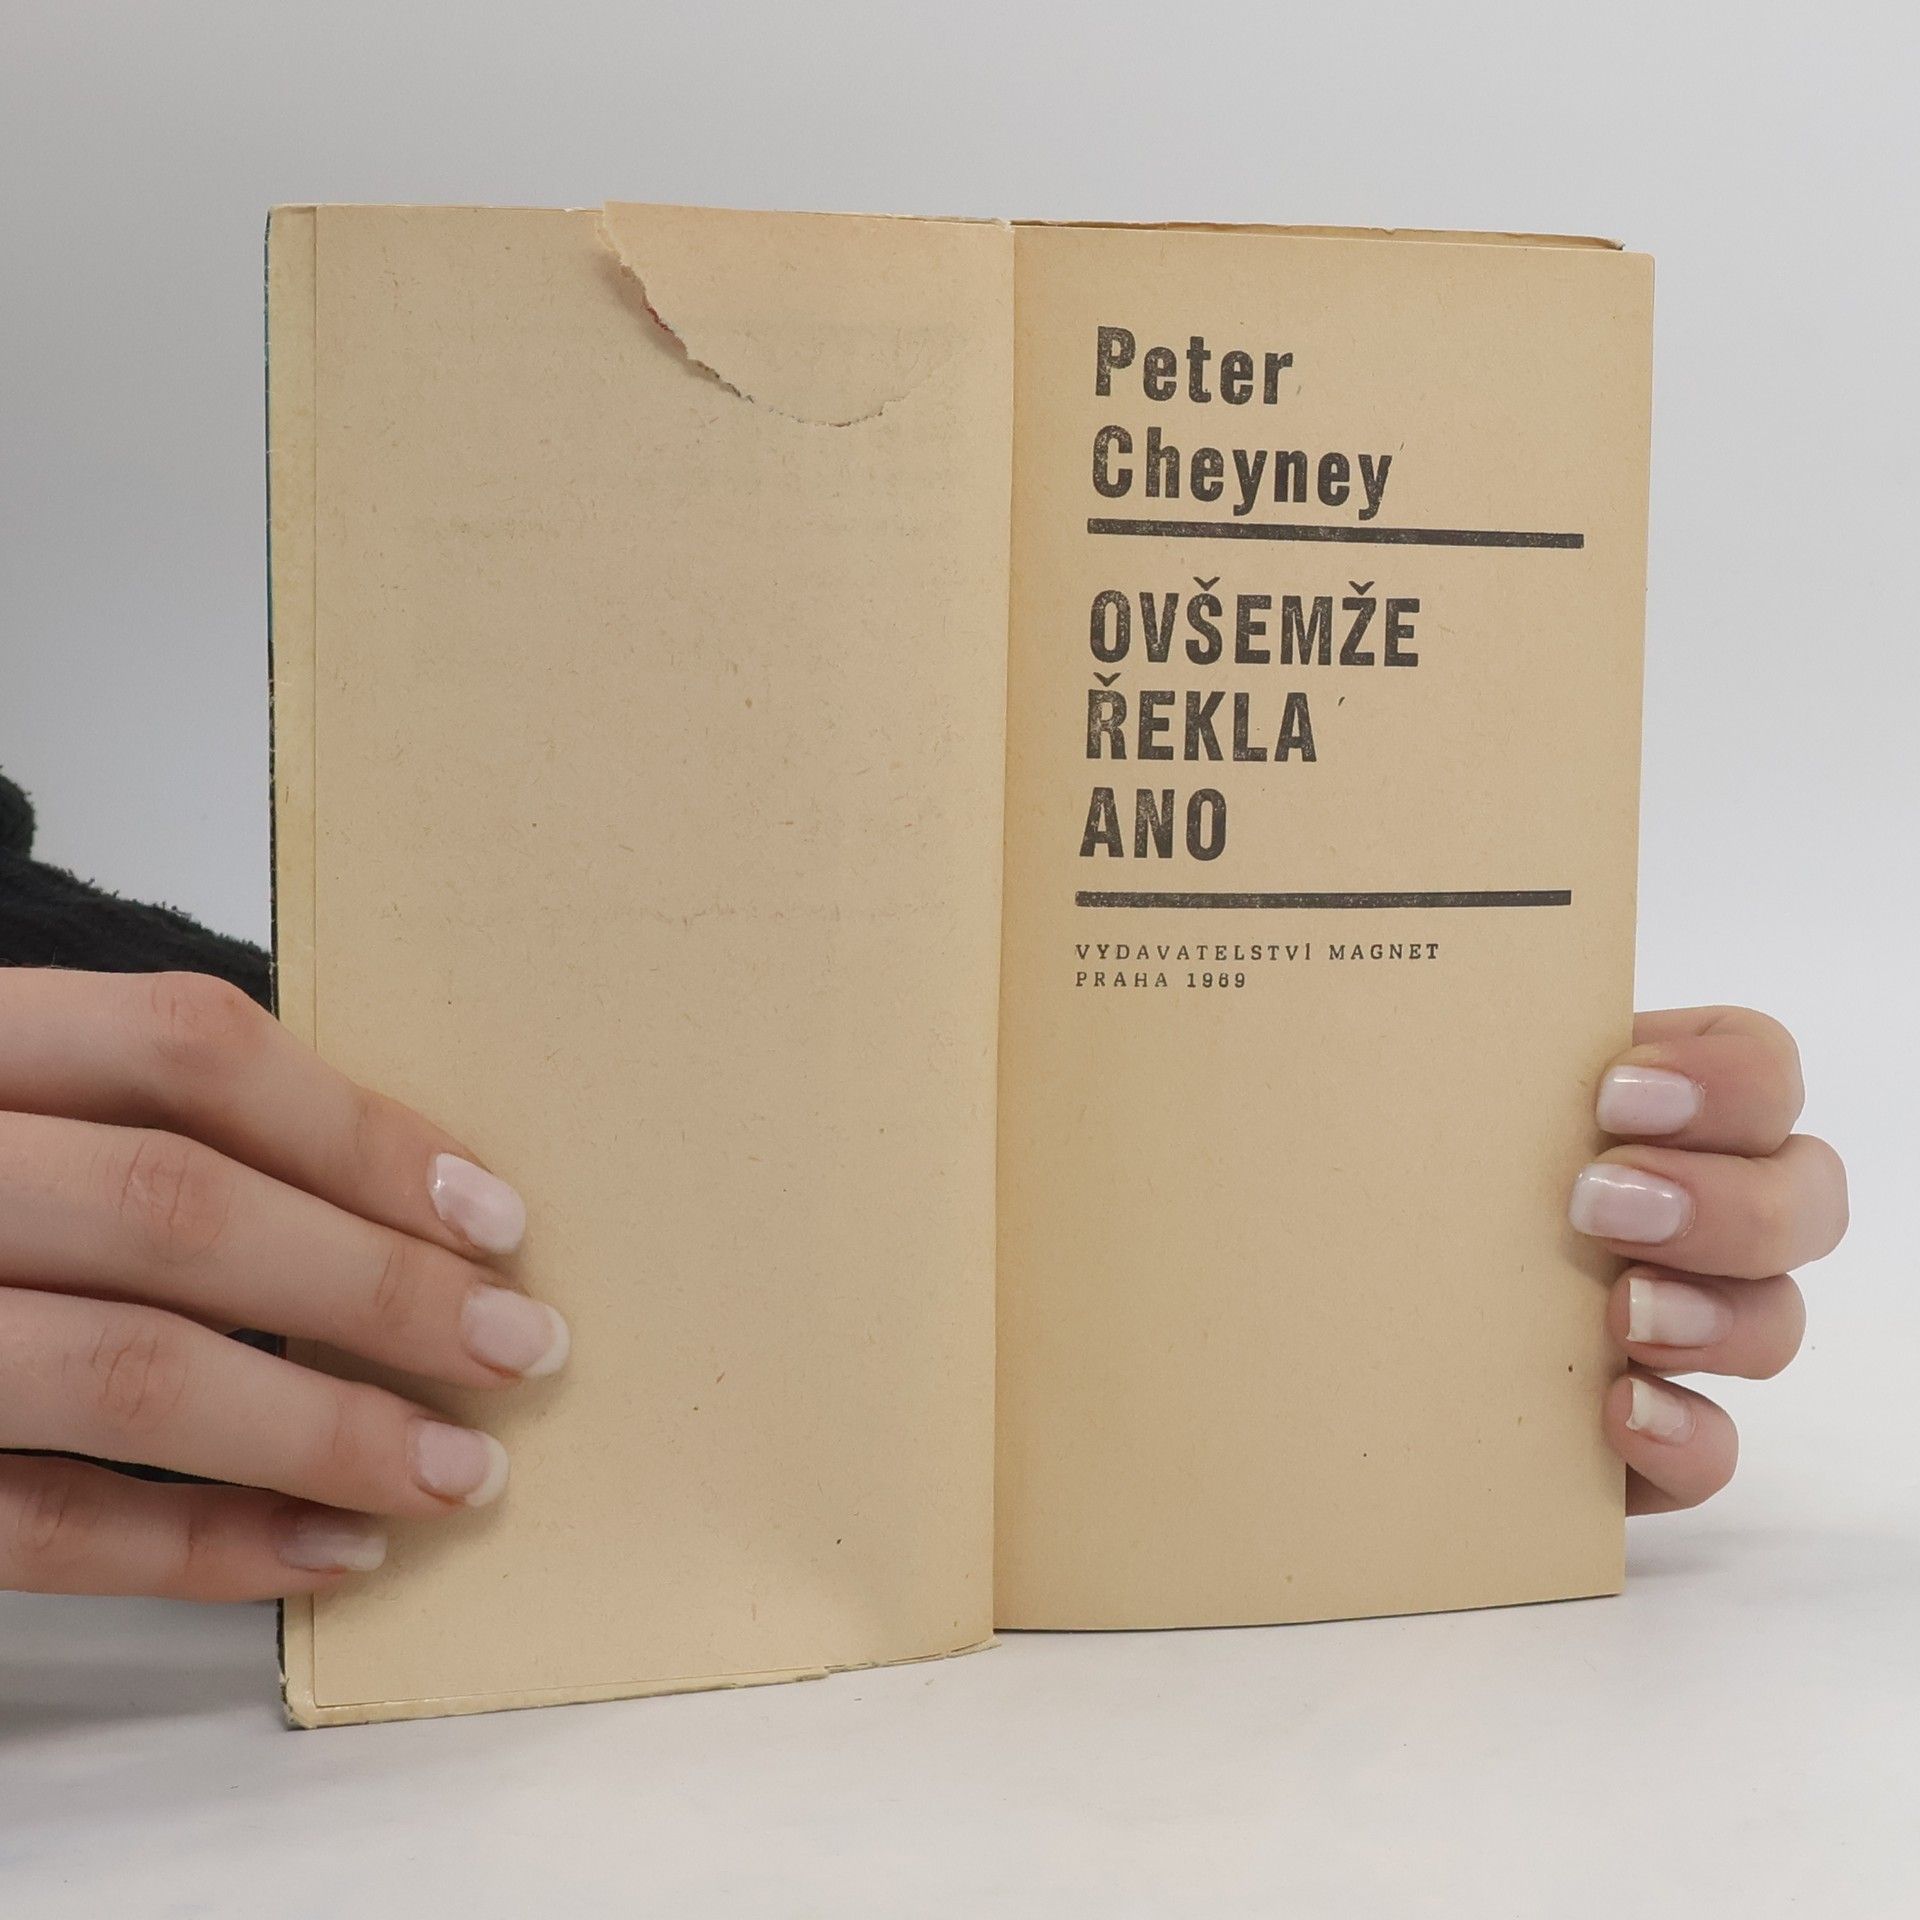 Peter
Cheyney
OVŠEMŽE
ŘEKLA
ANO
VYDAVATELSTVÍ MAGNET
PRAHA 1969